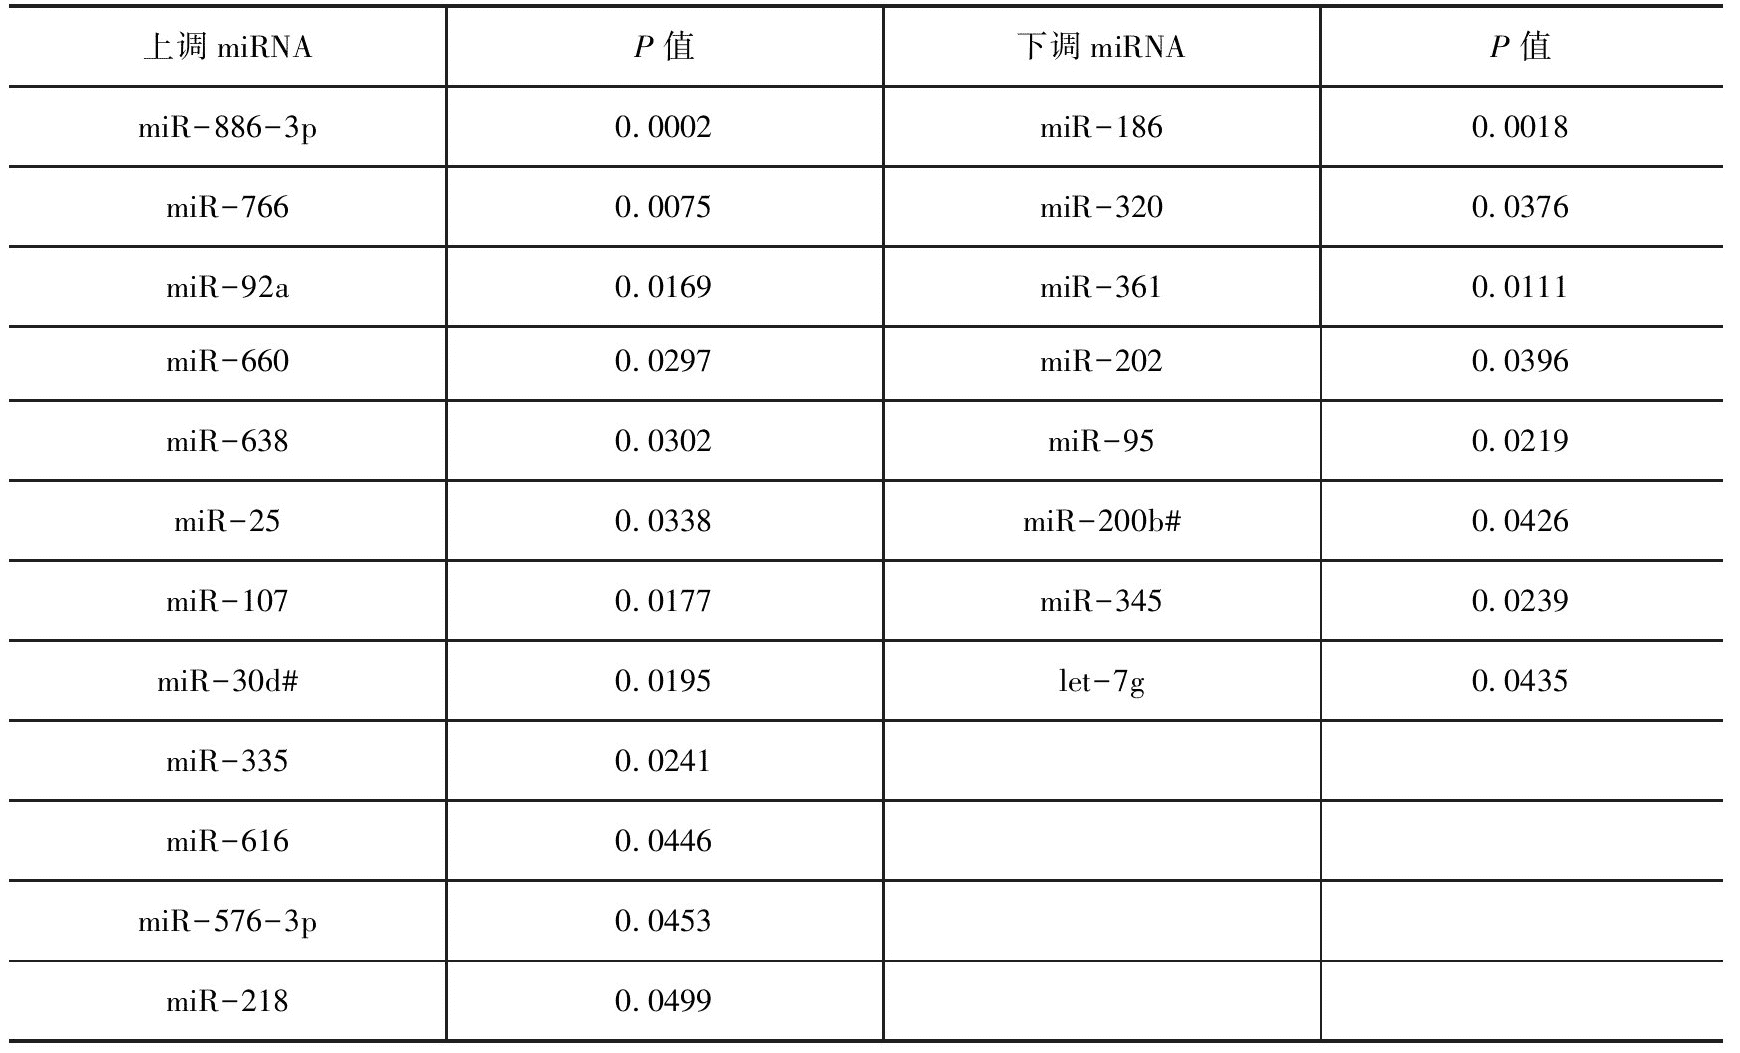 上调 miRNA P 值 下调 miRNA P 值
miR-886-3p 0.0002 miR-186 0.0018
miR-766 0.0075 miR-320 0.0376
miR-92a 0.0169 miR-361 0.0111
miR-660 0.0297 miR-202 0.0396
miR-638 0.0302 miR-95 0.0219
miR-25 0.0338 miR-200b# 0.0426
miR-107 0.0177 miR-345 0.0239
miR-30d# 0.0195 let-7g 0.0435
miR-335 0.0241
miR-616 0.0446
miR-576-3p 0.0453
miR-218 0.0499